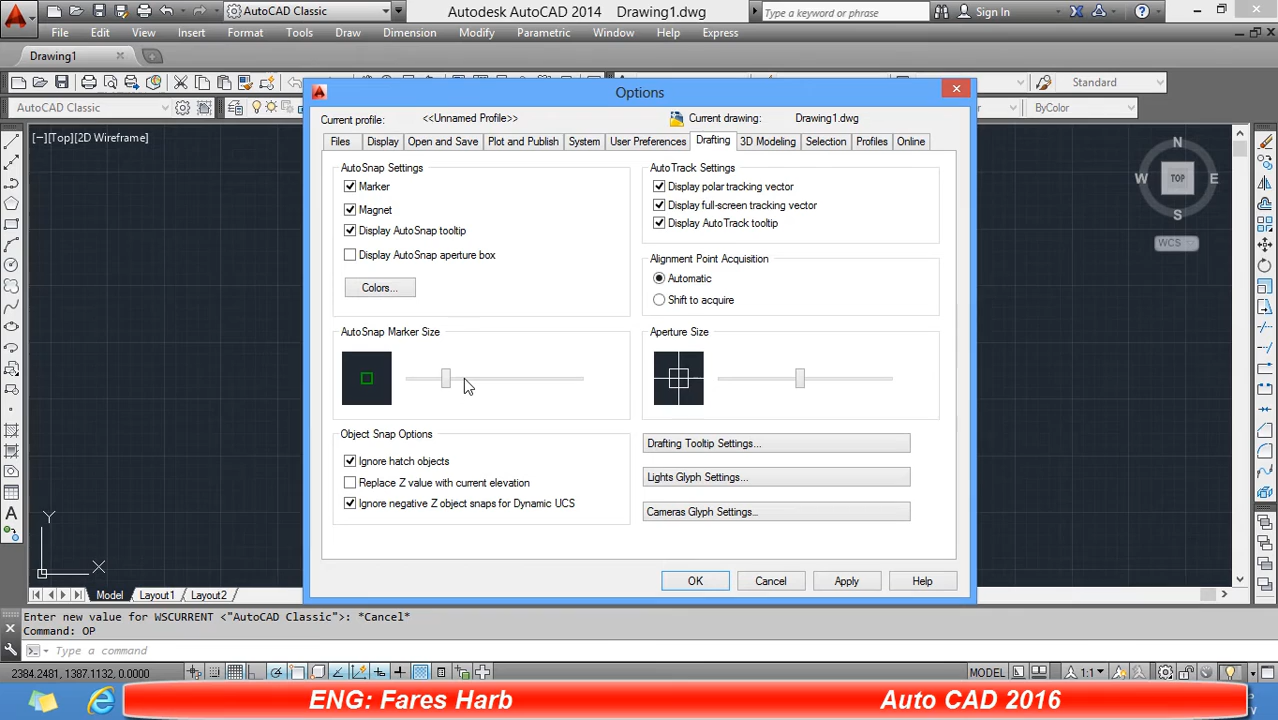 AutoCAD Classic
Autodesk AutoCAD 2014 Drawing1.dwg
Type a keyword or phrase
Sign In
File Edit View Insert Format Tools Draw Dimension Modify Parametric Window Help Express
Drawing1
Standard
AutoCAD Classic
ByColor
[−][Top][2D Wireframe]
Options
Current profile: <<Unnamed Profile>> Current drawing: Drawing1.dwg
Files Display Open and Save Plot and Publish System User Preferences Drafting 3D Modeling Selection Profiles Online
AutoSnap Settings
Marker
Magnet
Display AutoSnap tooltip
Display AutoSnap aperture box
Colors...
AutoSnap Marker Size
Object Snap Options
Ignore hatch objects
Replace Z value with current elevation
Ignore negative Z object snaps for Dynamic UCS
AutoTrack Settings
Display polar tracking vector
Display full-screen tracking vector
Display AutoTrack tooltip
Alignment Point Acquisition
Automatic
Shift to acquire
Aperture Size
Drafting Tooltip Settings...
Lights Glyph Settings...
Cameras Glyph Settings...
OK Cancel Apply Help
N
W TOP E
S
WCS
Y
X
Model Layout1 Layout2
Enter new value for WSCURRENT <"AutoCAD Classic">: *Cancel*
Command: OP
Type a command
2384.2481, 1387.1132, 0.0000
MODEL
1:1
ENG: Fares Harb
Auto CAD 2016